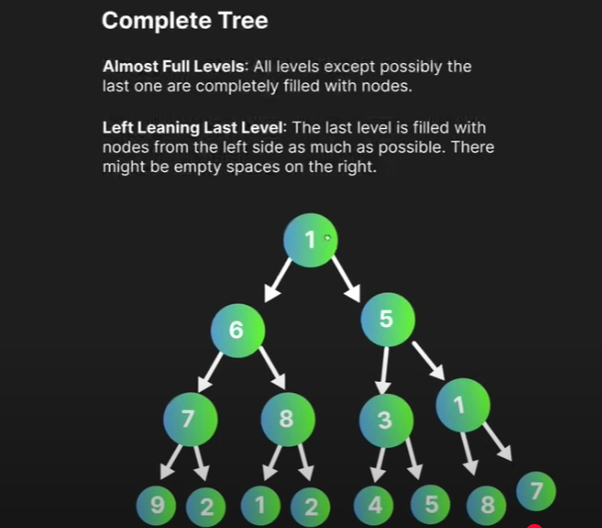 Complete Tree
Almost Full Levels: All levels except possibly the
last one are completely filled with nodes.
Left Leaning Last Level: The last level is filled with
nodes from the left side as much as possible. There
might be empty spaces on the right.
1
6 5
7 8 3 1
9 2 1 2 4 5 8 7